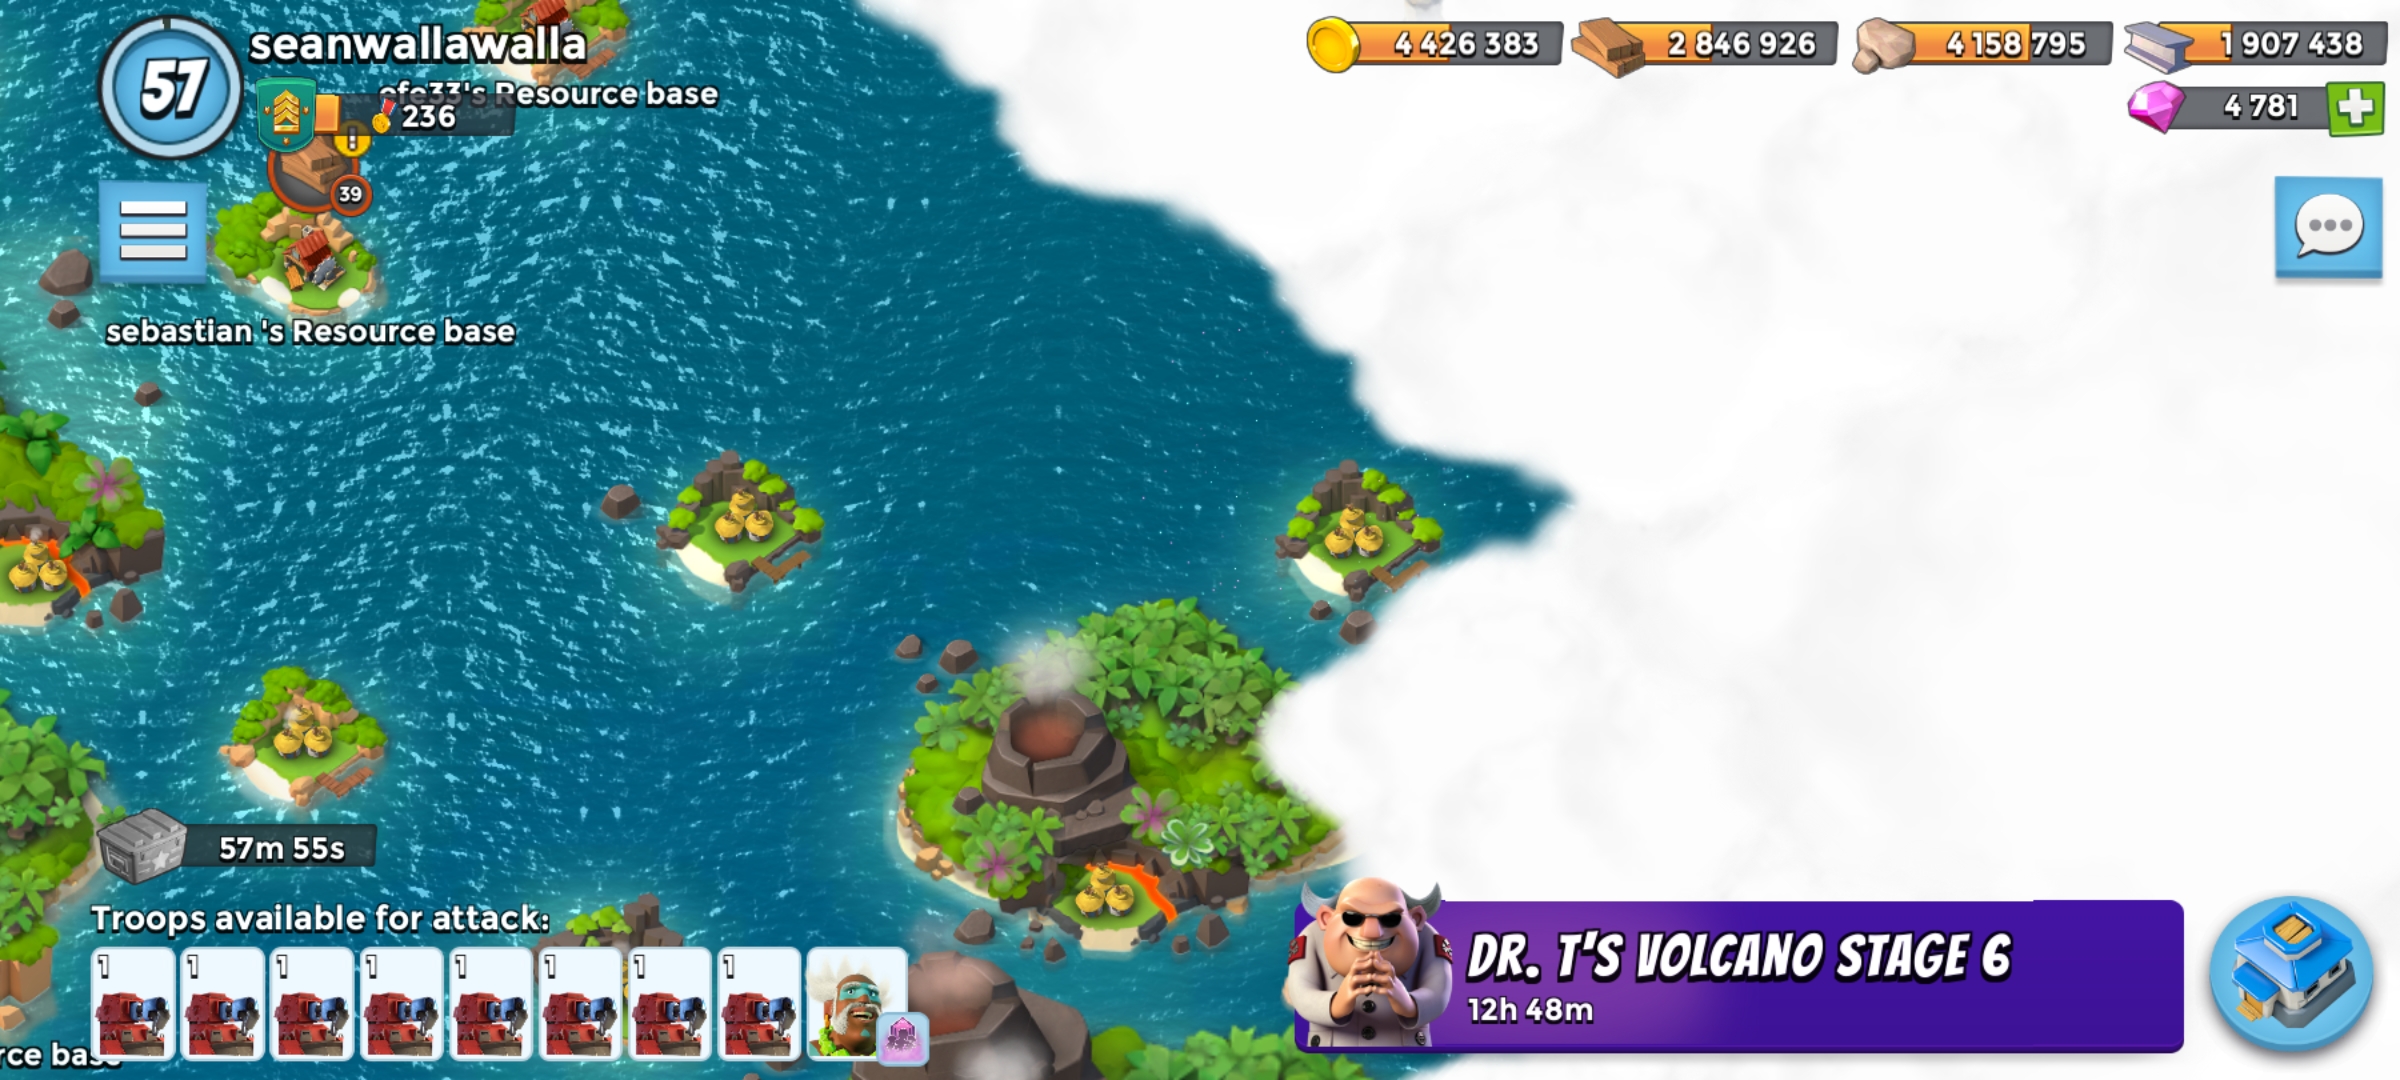 57
seanwallawalla
efe33's Resource base
236
39
sebastian 's Resource base
4 426 383
2 846 926
4 158 795
1 907 438
4 781
57m 55s
Troops available for attack:
1 1 1 1 1 1 1 1
DR. T'S VOLCANO STAGE 6
12h 48m